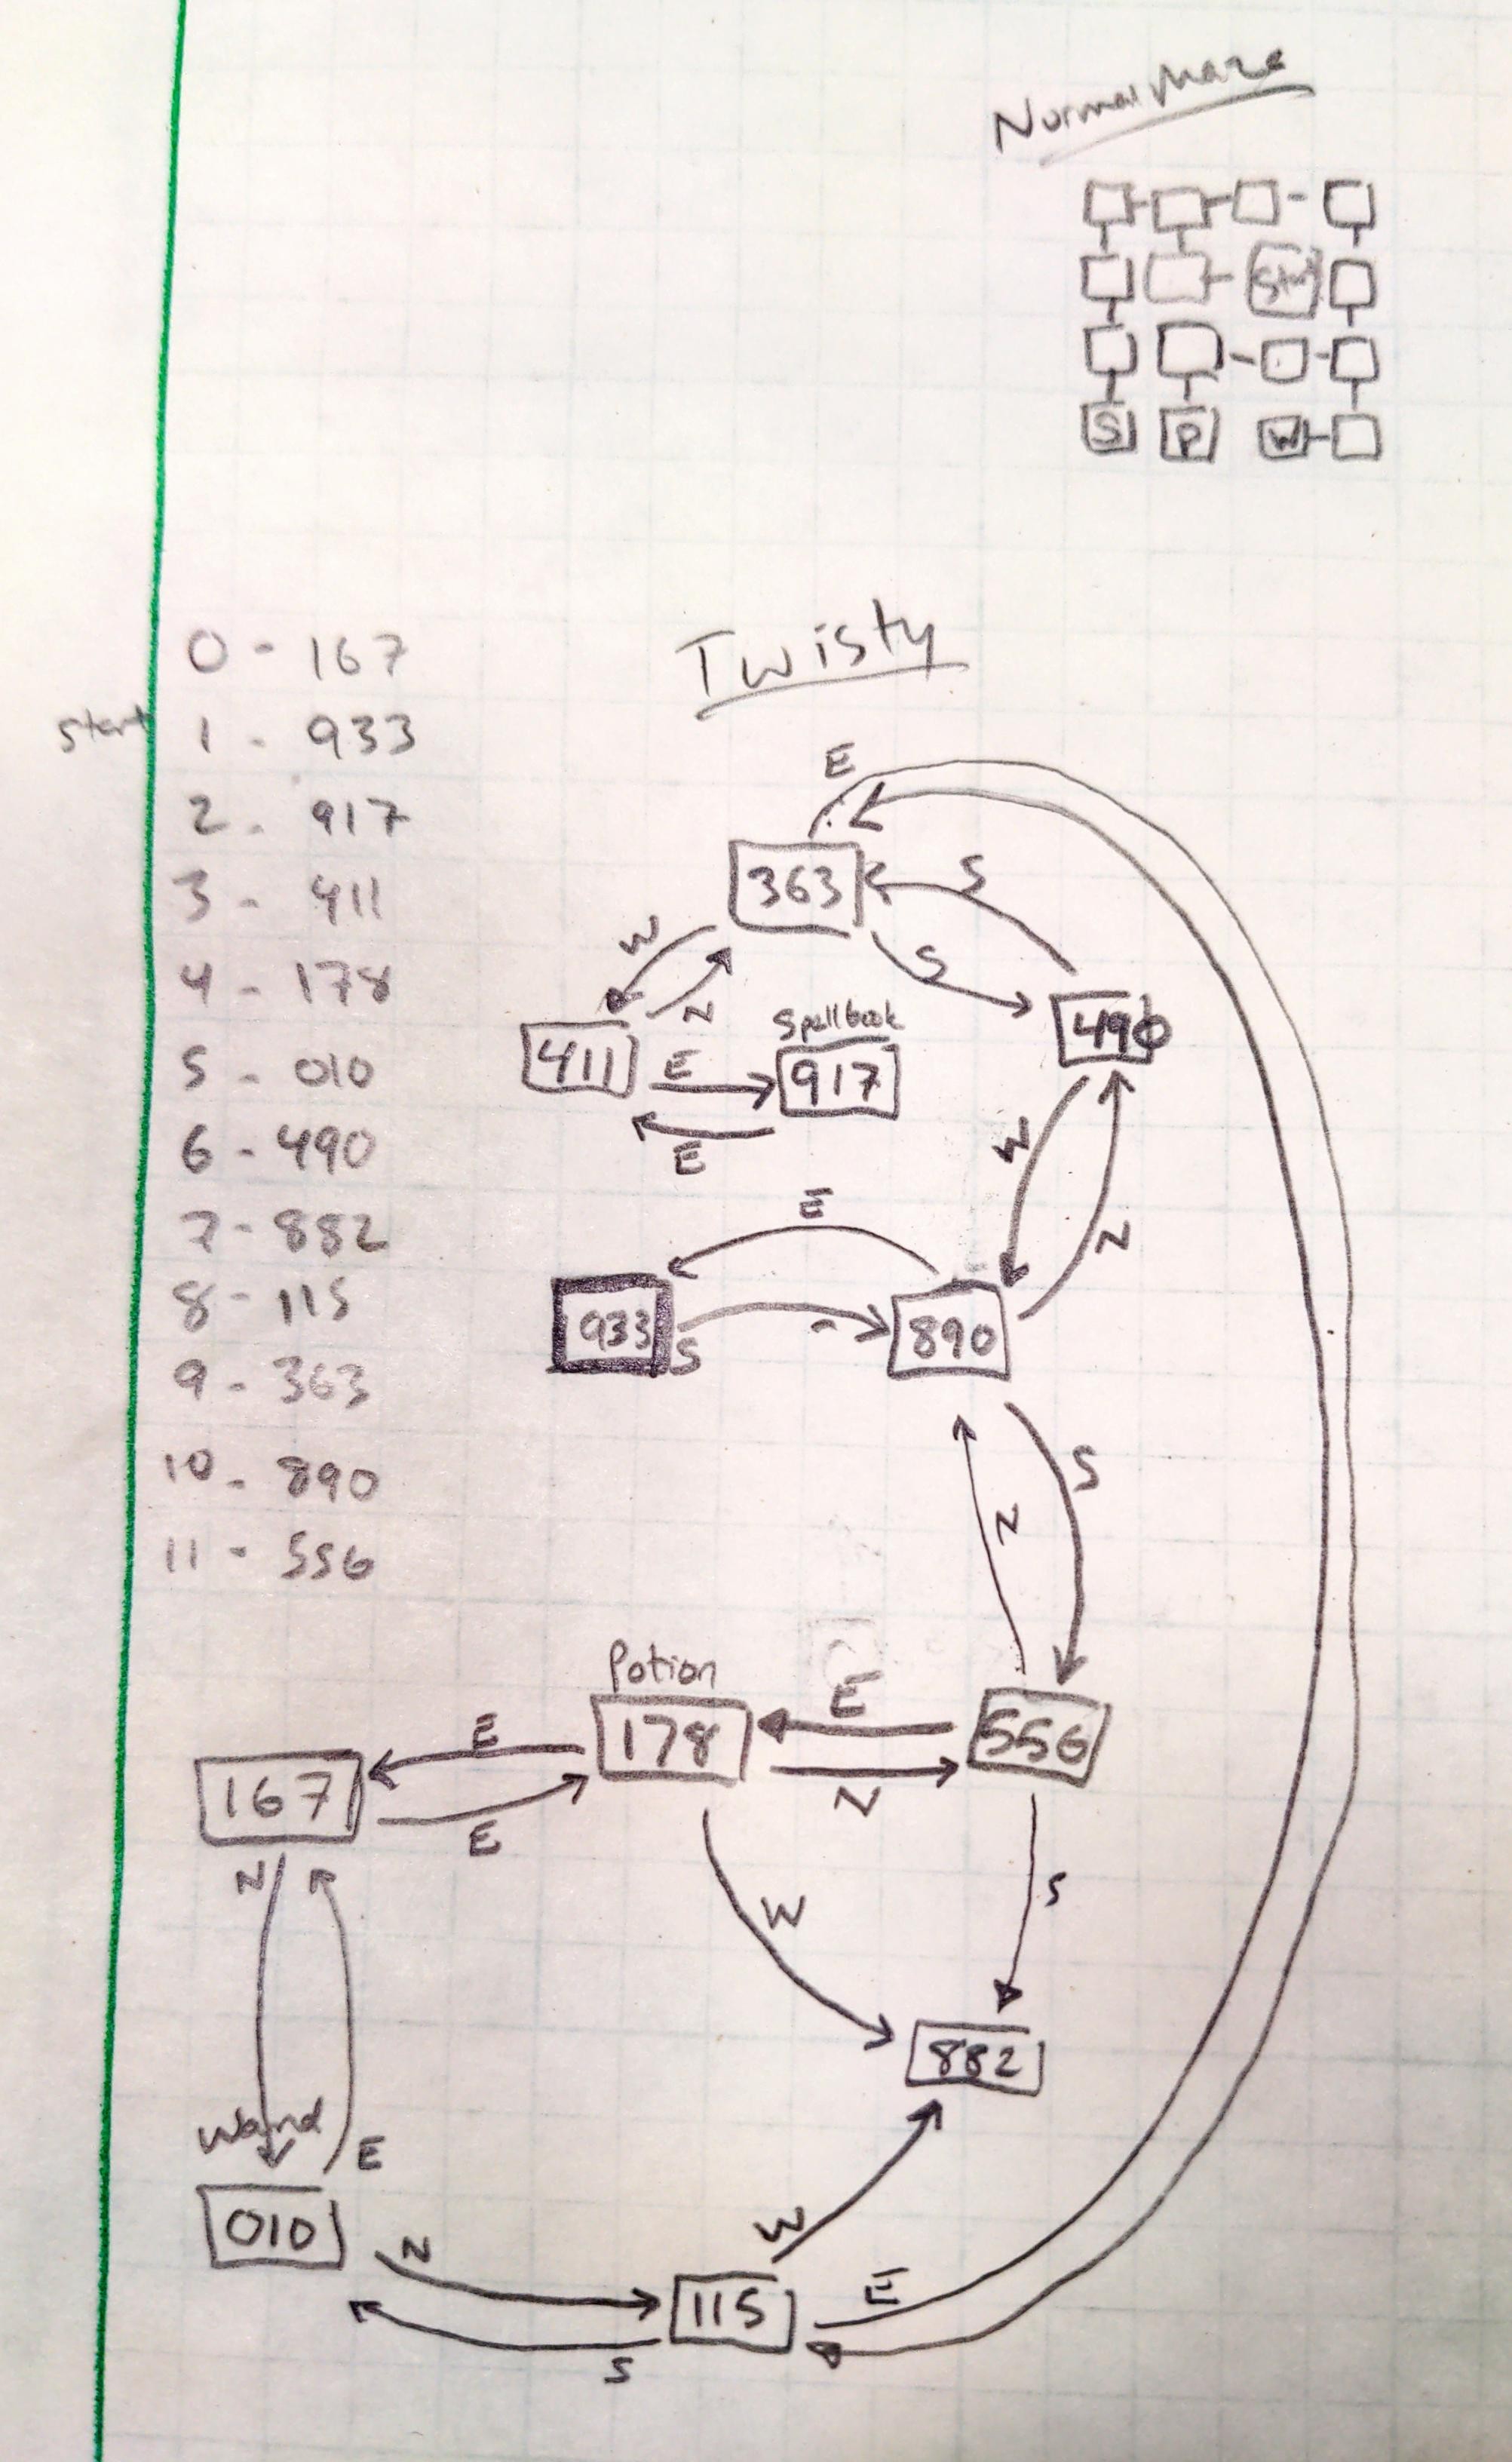 Normal Maze
S
P
W
0 - 167
Twisty
start 1 - 933
2 - 917
E
3 - 411
363
S
W
S
4 - 178
N
Spellbook
490
411
E
917
5 - 010
E
W
6 - 490
E
N
7 - 882
8 - 115
933
S
890
9 - 363
10 - 890
S
N
11 - 556
Potion
E
178
556
E
167
N
E
N
W
S
882
Wand
E
010
N
W
115
E
S